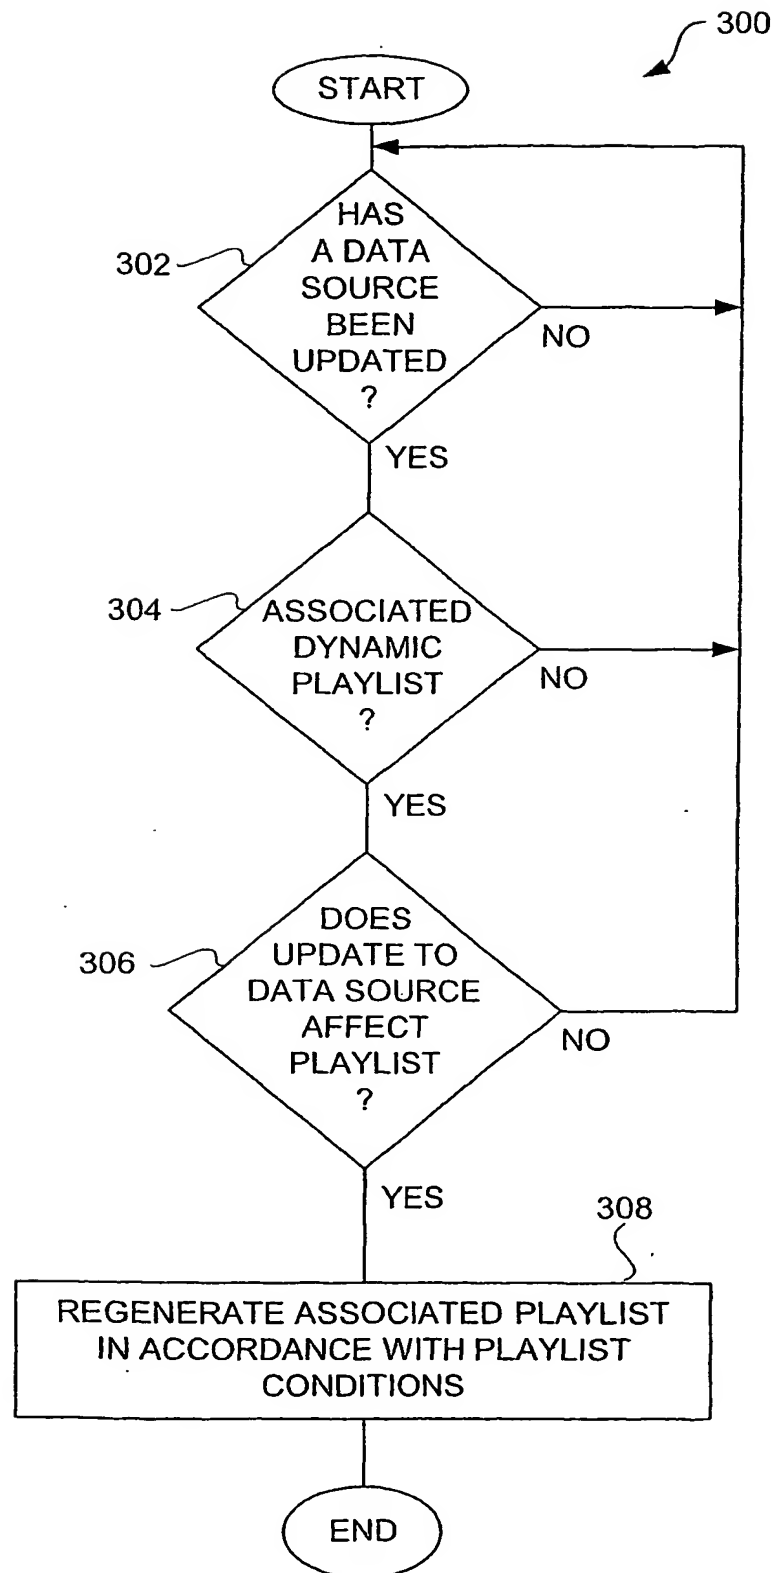 300
START
302
HAS
A DATA
SOURCE
BEEN
UPDATED
?
NO
YES
304
ASSOCIATED
DYNAMIC
PLAYLIST
?
NO
YES
306
DOES
UPDATE TO
DATA SOURCE
AFFECT
PLAYLIST
?
NO
YES
308
REGENERATE ASSOCIATED PLAYLIST
IN ACCORDANCE WITH PLAYLIST
CONDITIONS
END